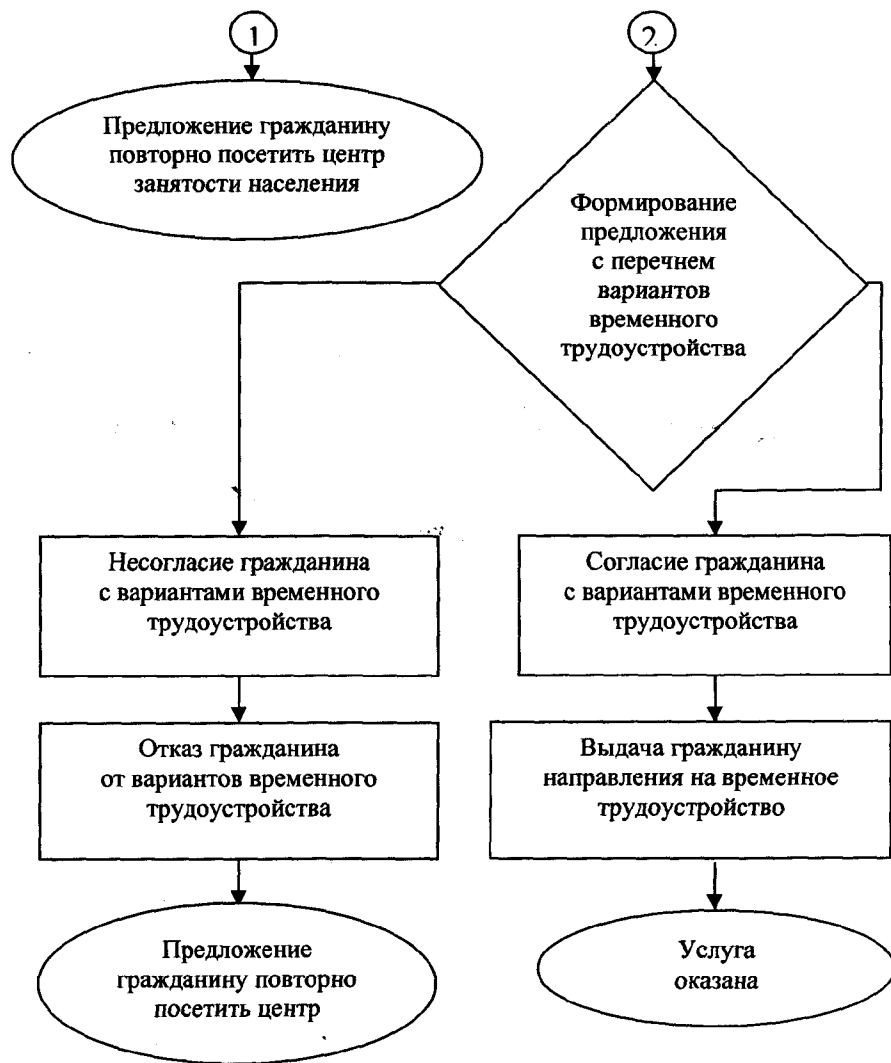 1
2
Предложение гражданину
повторно посетить центр
занятости населения
Формирование
предложения
с перечнем
вариантов
временного
трудоустройства
Несогласие гражданина
с вариантами временного
трудоустройства
Согласие гражданина
с вариантами временного
трудоустройства
Отказ гражданина
от вариантов временного
трудоустройства
Выдача гражданину
направления на временное
трудоустройство
Предложение
гражданину повторно
посетить центр
Услуга
оказана